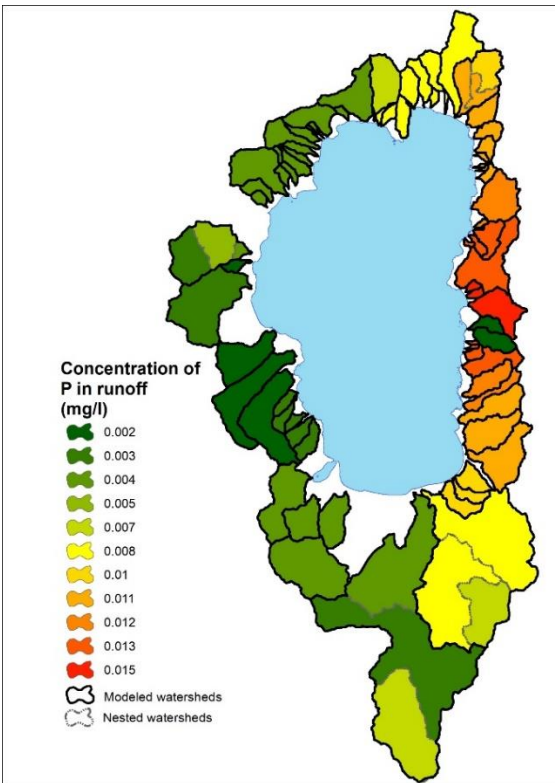 Concentration of
P in runoff
(mg/l)
0.002
0.003
0.004
0.005
0.007
0.008
0.01
0.011
0.012
0.013
0.015
Modeled watersheds
Nested watersheds